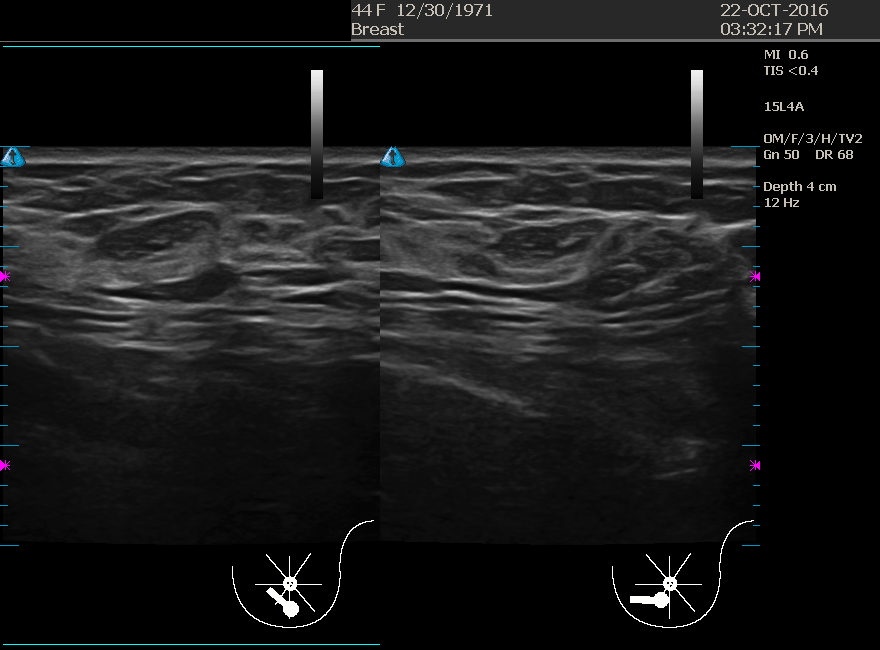 44 F 12/30/1971 22-OCT-2016
Breast 03:32:17 PM
MI 0.6
TIS <0.4
15L4A
OM/F/3/H/TV2
Gn 50 DR 68
Depth 4 cm
12 Hz